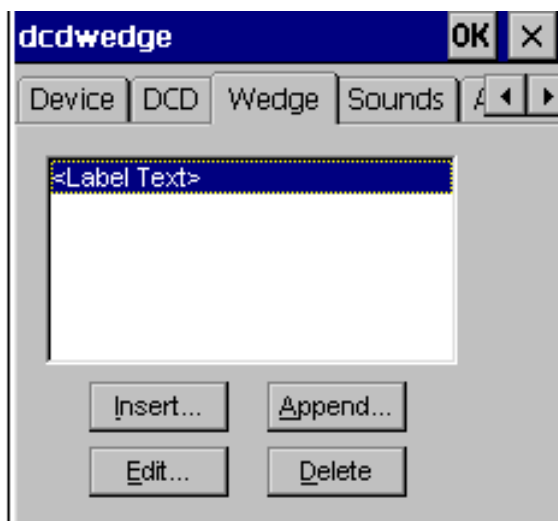 dcdwedge OK
Device DCD Wedge Sounds
<Label Text>
Insert... Append...
Edit... Delete